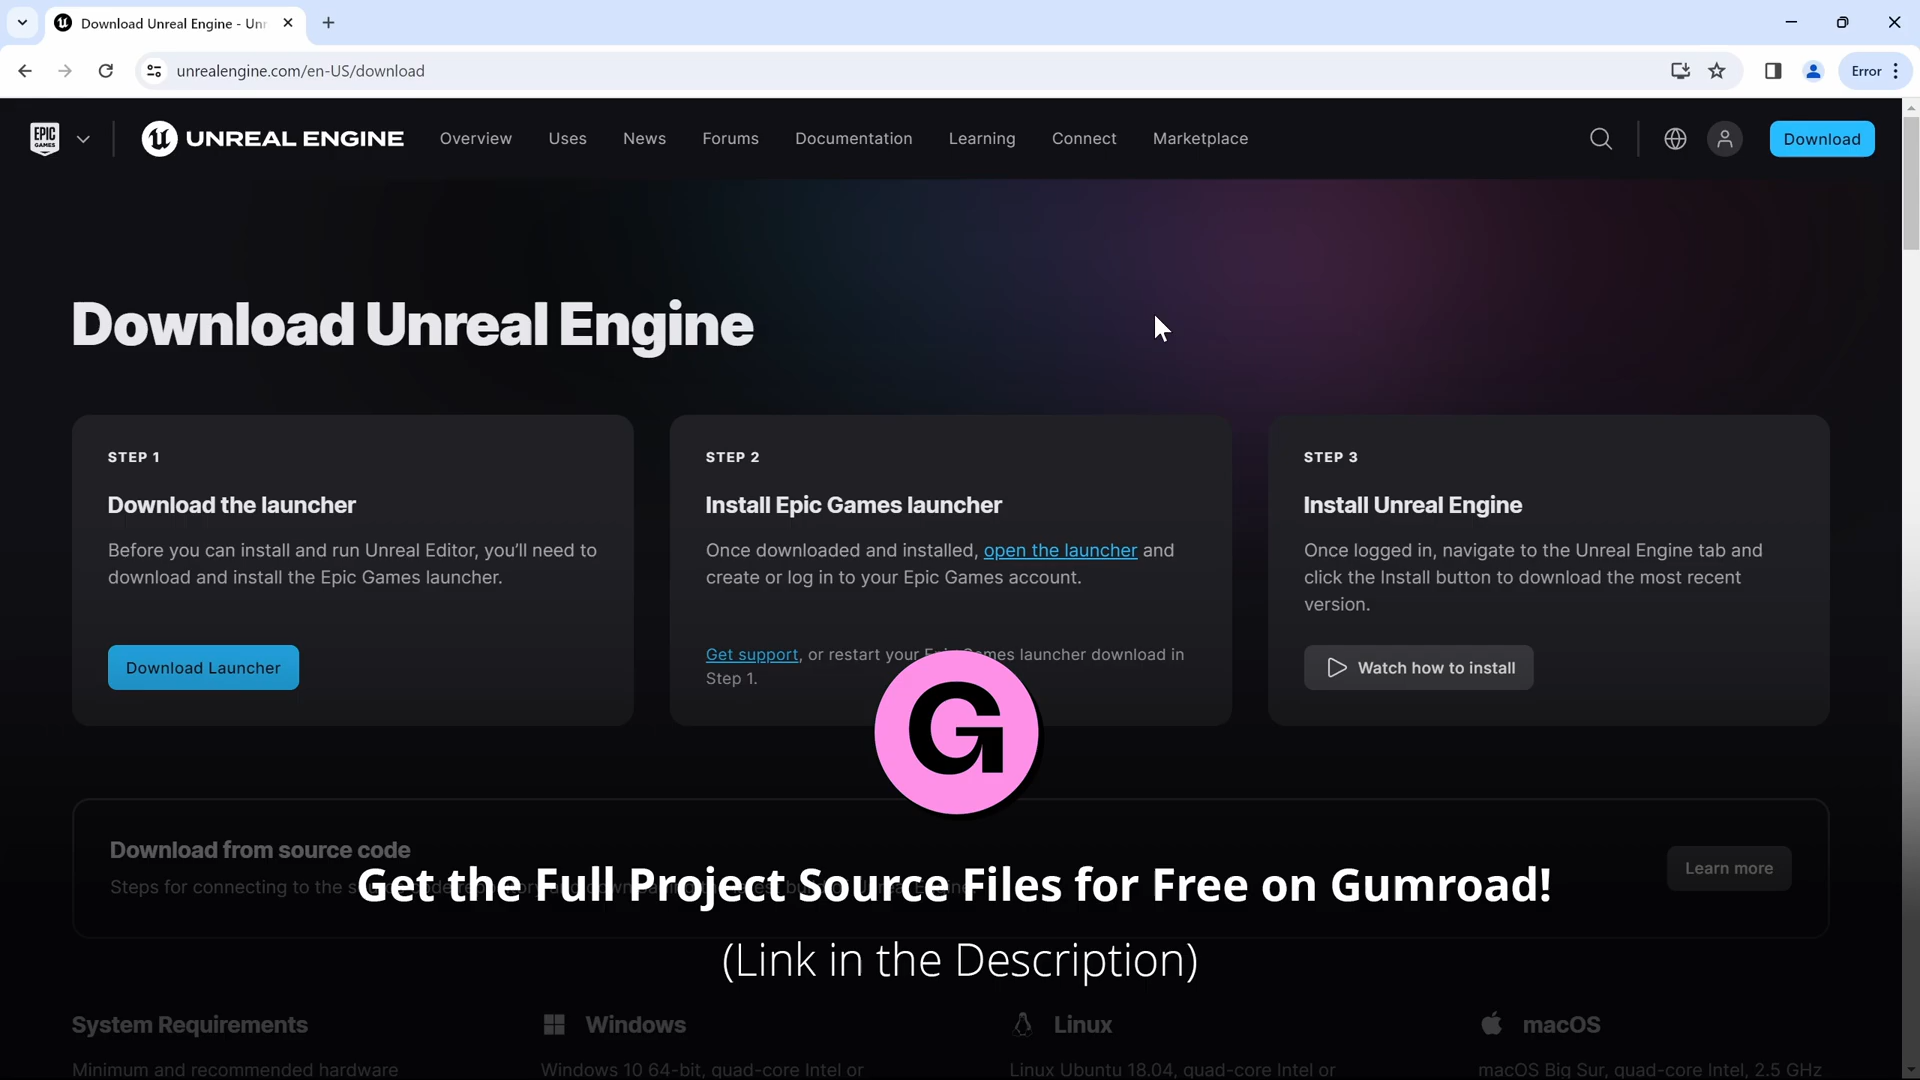 Download Unreal Engine - Unr
unrealengine.com/en-US/download
Error
EPIC
GAMES
UNREAL ENGINE
Overview
Uses
News
Forums
Documentation
Learning
Connect
Marketplace
Download
Download Unreal Engine
STEP 1
Download the launcher
Before you can install and run Unreal Editor, you'll need to
download and install the Epic Games launcher.
Download Launcher
STEP 2
Install Epic Games launcher
Once downloaded and installed, open the launcher and
create or log in to your Epic Games account.
Get support, or restart your Epic Games launcher download in
Step 1.
STEP 3
Install Unreal Engine
Once logged in, navigate to the Unreal Engine tab and
click the Install button to download the most recent
version.
Watch how to install
G
Download from source code
Steps for connecting to the
Learn more
Get the Full Project Source Files for Free on Gumroad!
(Link in the Description)
System Requirements
Minimum and recommended hardware
Windows
Windows 10 64-bit, quad-core Intel or
Linux
Linux Ubuntu 18.04, quad-core Intel or
macOS
macOS Big Sur, quad-core Intel, 2.5 GHz